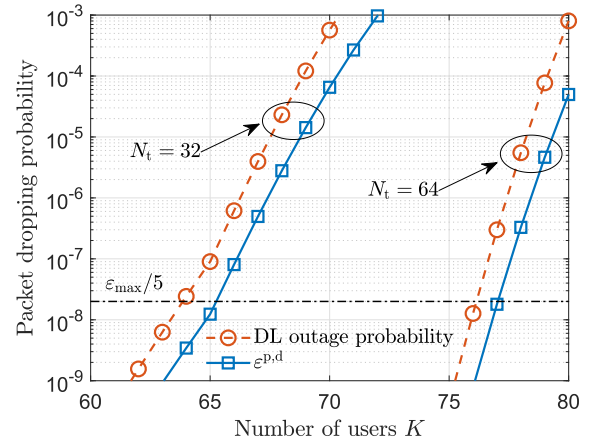 10^-3
10^-4
10^-5
10^-6
10^-7
10^-8
10^-9
Packet dropping probability
N_t = 32
N_t = 64
ε_max/5
DL outage probability
ε^p,d
60 65 70 75 80
Number of users K